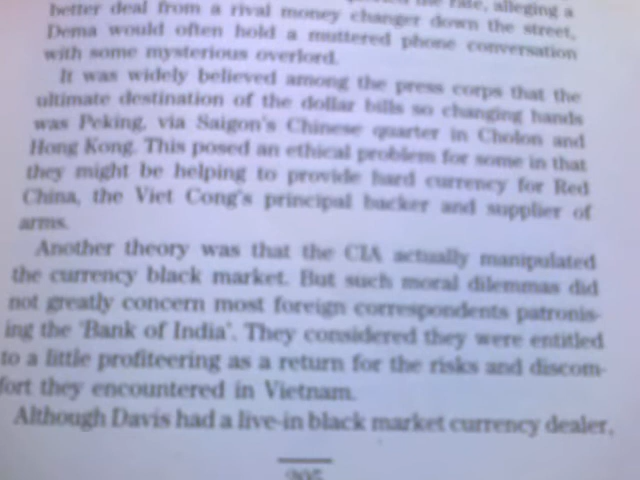 the rate, alleging a
better deal from a rival money changer down the street,
Dema would often hold a muttered phone conversation
with some mysterious overlord.
It was widely believed among the press corps that the
ultimate destination of the dollar bills so changing hands
was Peking, via Saigon's Chinese quarter in Cholon and
Hong Kong. This posed an ethical problem for some in that
they might be helping to provide hard currency for Red
China, the Viet Cong's principal backer and supplier of
arms.
Another theory was that the CIA actually manipulated
the currency black market. But such moral dilemmas did
not greatly concern most foreign correspondents patronis-
ing the 'Bank of India'. They considered they were entitled
to a little profiteering as a return for the risks and discom-
fort they encountered in Vietnam.
Although Davis had a live-in black market currency dealer,